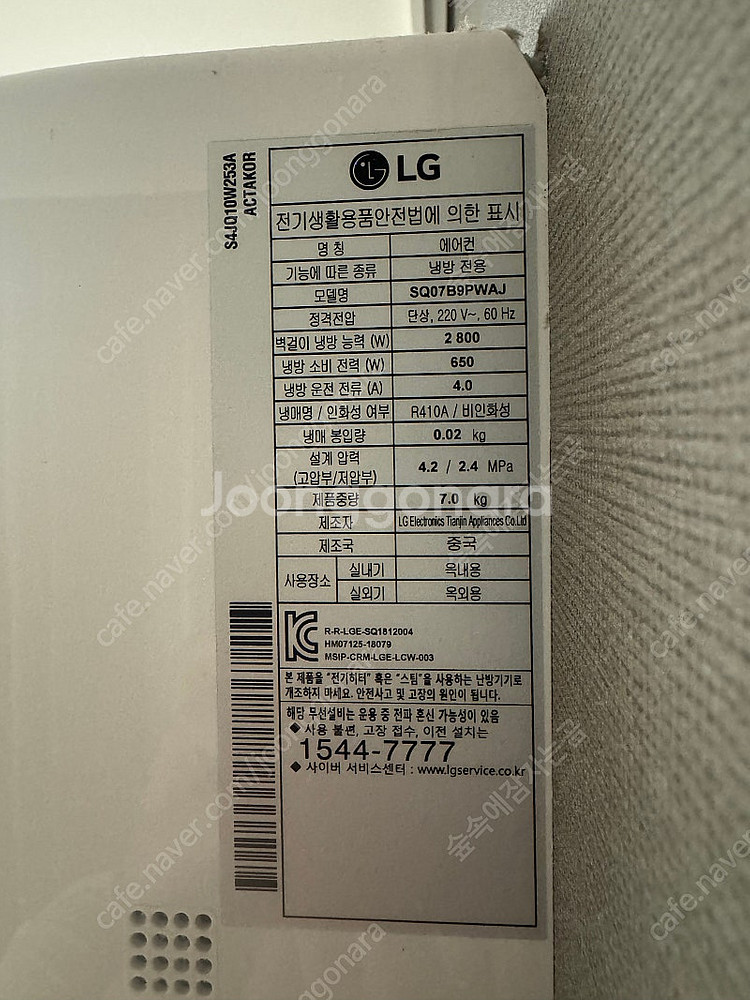 S4JQ10W253A
ACTAKOR
LG
전기생활용품안전법에 의한 표시
명 칭 에어컨
기능에 따른 종류 냉방 전용
모델명 SQ07B9PWAJ
정격전압 단상, 220 V~, 60 Hz
벽걸이 냉방 능력 (W) 2 800
냉방 소비 전력 (W) 650
냉방 운전 전류 (A) 4.0
냉매명 / 인화성 여부 R410A / 비인화성
냉매 봉입량 0.02 kg
설계 압력
(고압부/저압부) 4.2 / 2.4 MPa
제품중량 7.0 kg
제조자 LG Electronics Tianjin Appliances Co.Ltd
제조국 중국
사용장소 실내기 옥내용
실외기 옥외용
R-R-LGE-SQ1812004
HM07125-18079
MSIP-CRM-LGE-LCW-003
본 제품을 "전기히터" 혹은 "스팀"을 사용하는 난방기기로
개조하지 마세요. 안전사고 및 고장의 원인이 됩니다.
해당 무선설비는 운용 중 전파 혼신 가능성이 있음
◆ 사용 불편, 고장 접수, 이전 설치는
1544-7777
◆ 사이버 서비스센터 : www.lgservice.co.kr
Joonggonara
cafe.naver.com/joonggonara